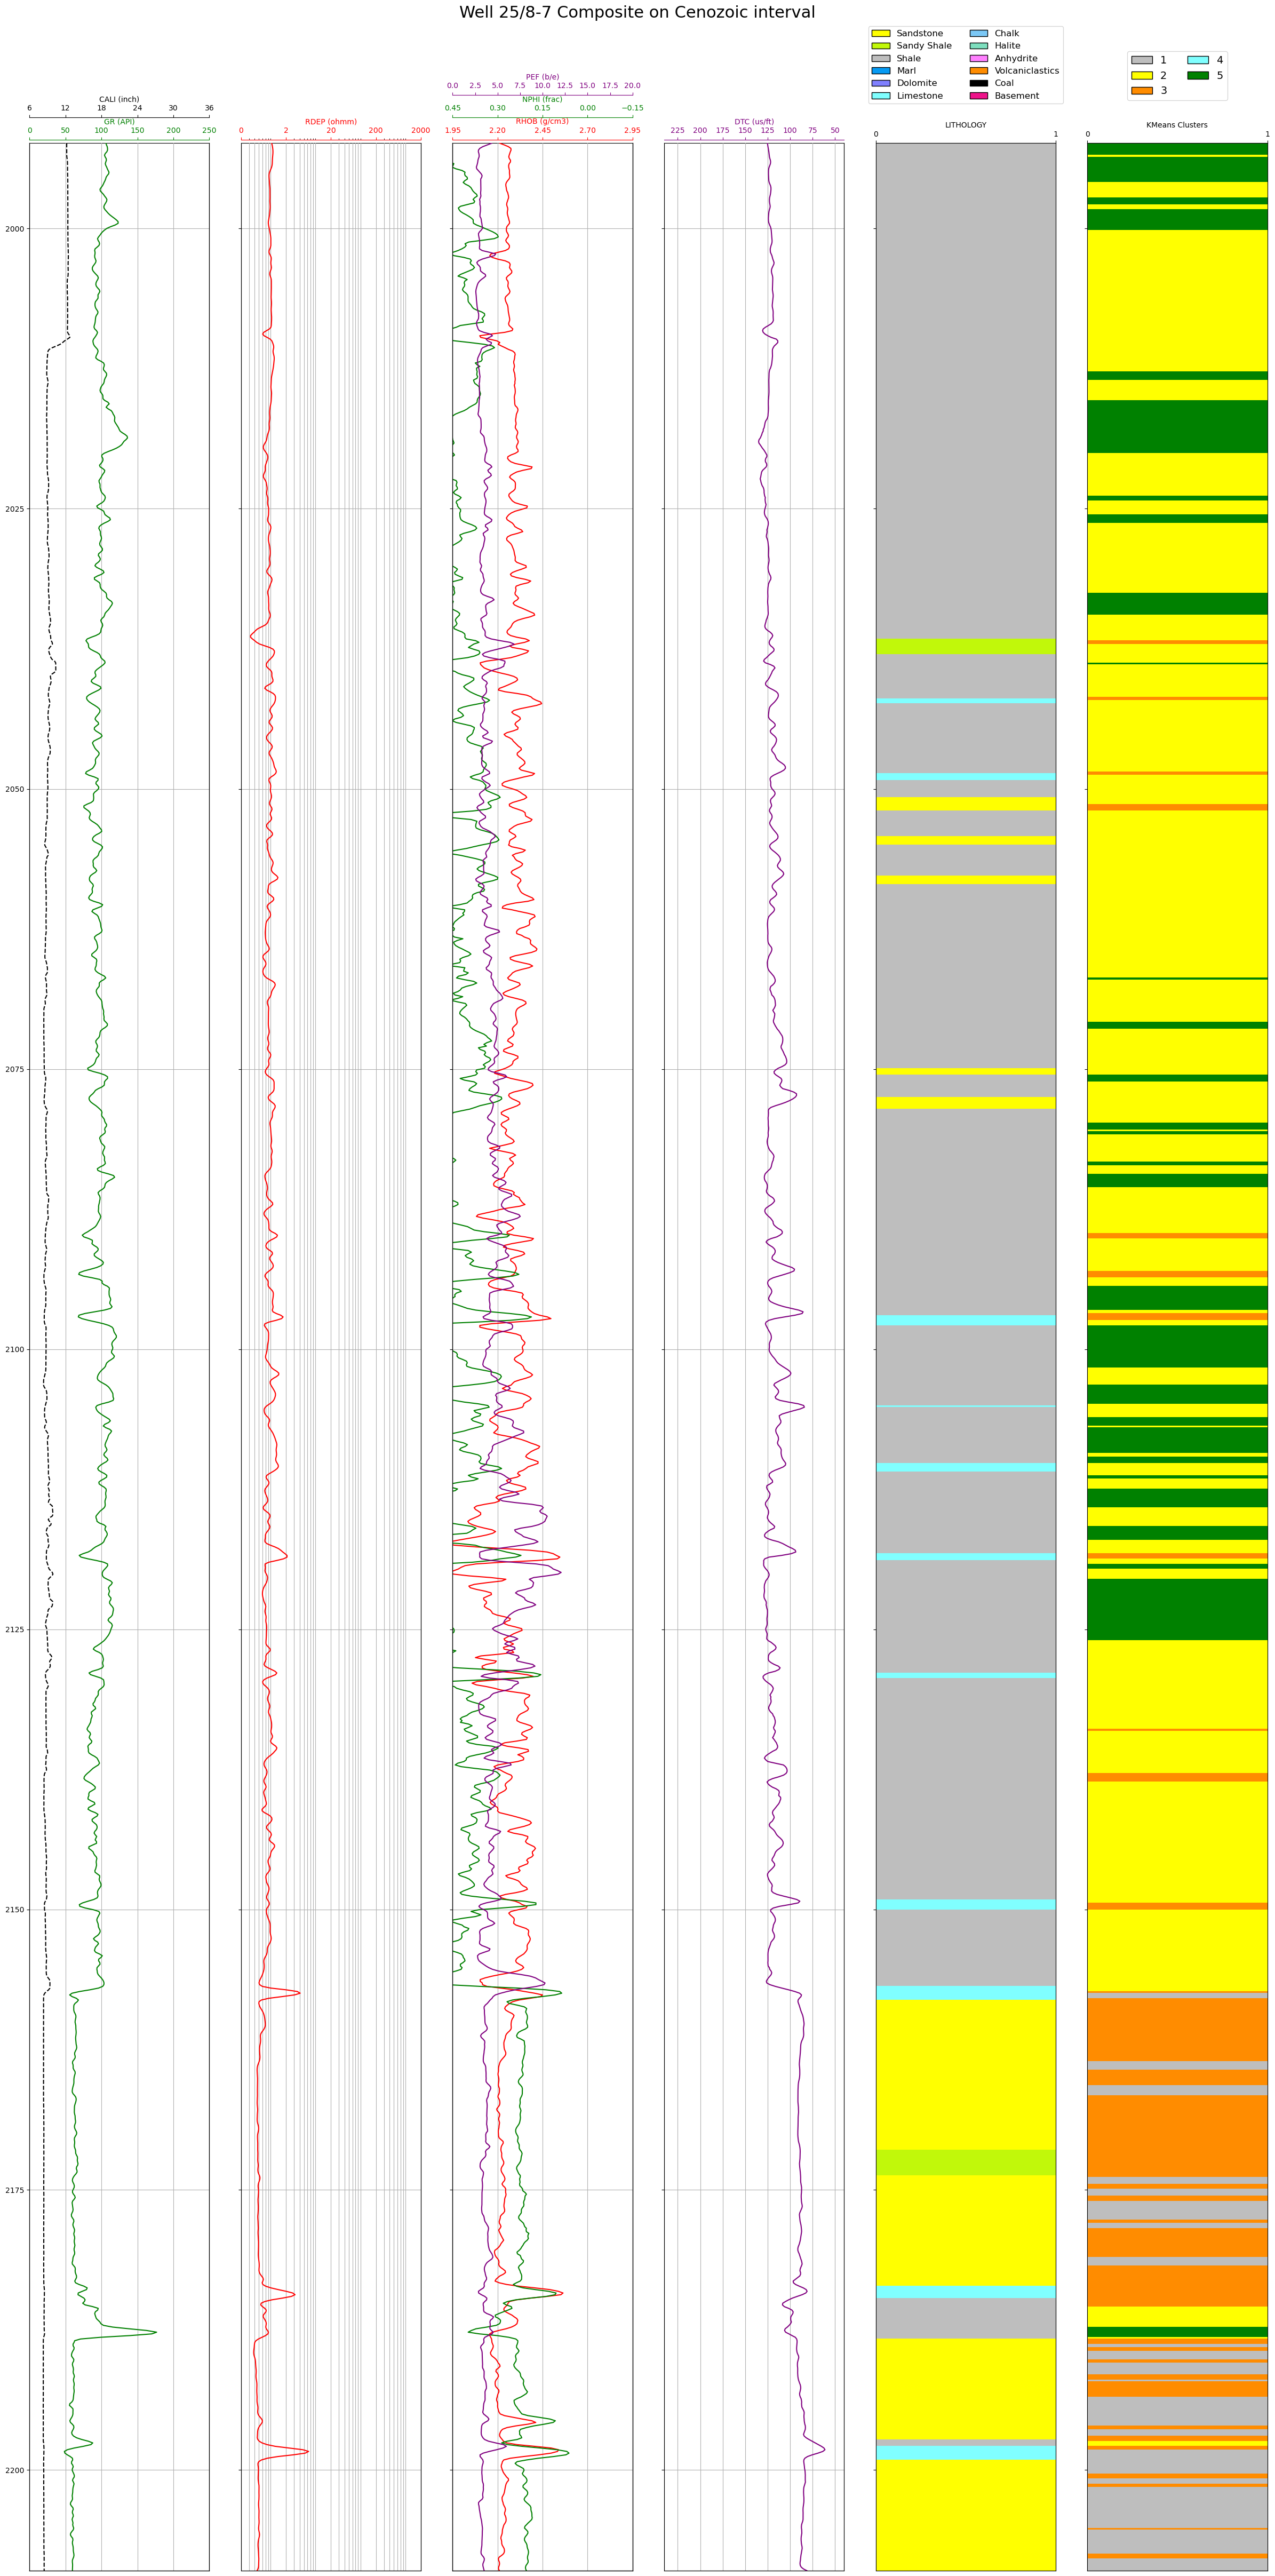 Well 25/8-7 Composite on Cenozoic interval
Sandstone Chalk
Sandy Shale Halite
Shale Anhydrite
Marl Volcaniclastics
Dolomite Coal
Limestone Basement
1 4
2 5
3
PEF (b/e)
0.0 2.5 5.0 7.5 10.0 12.5 15.0 17.5 20.0
CALI (inch)
6 12 18 24 30 36
NPHI (frac)
0.45 0.30 0.15 0.00 −0.15
GR (API)
0 50 100 150 200 250
RDEP (ohmm)
0 2 20 200 2000
RHOB (g/cm3)
1.95 2.20 2.45 2.70 2.95
DTC (us/ft)
225 200 175 150 125 100 75 50
LITHOLOGY
0 1
KMeans Clusters
0 1
2000
2025
2050
2075
2100
2125
2150
2175
2200